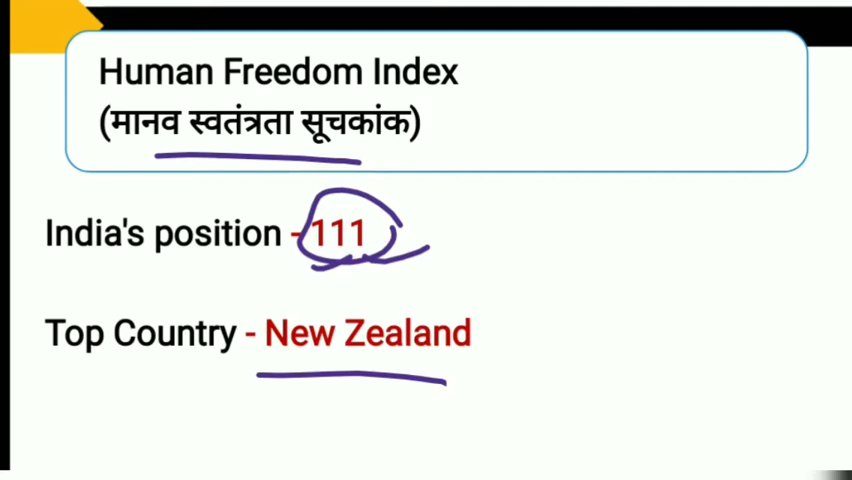 Human Freedom Index
(मानव स्वतंत्रता सूचकांक)
India's position - 111
Top Country - New Zealand